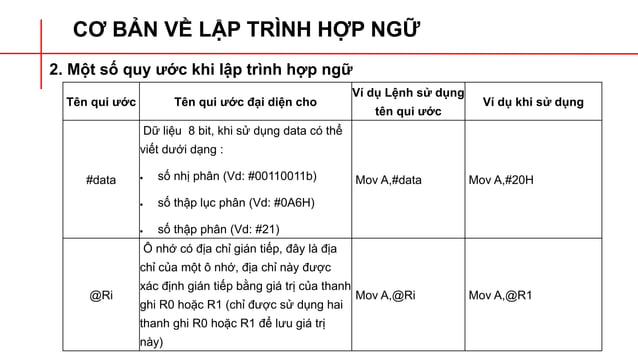 CƠ BẢN VỀ LẬP TRÌNH HỢP NGỮ
2. Một số quy ước khi lập trình hợp ngữ
Tên qui ước
Tên qui ước đại diện cho
Ví dụ Lệnh sử dụng
tên qui ước
Ví dụ khi sử dụng
#data
Dữ liệu 8 bit, khi sử dụng data có thể
viết dưới dạng :
• số nhị phân (Vd: #00110011b)
• số thập lục phân (Vd: #0A6H)
• số thập phân (Vd: #21)
Mov A,#data
Mov A,#20H
@Ri
Ô nhớ có địa chỉ gián tiếp, đây là địa
chỉ của một ô nhớ, địa chỉ này được
xác định gián tiếp bằng giá trị của thanh
ghi R0 hoặc R1 (chỉ được sử dụng hai
thanh ghi R0 hoặc R1 để lưu giá trị
này)
Mov A,@Ri
Mov A,@R1